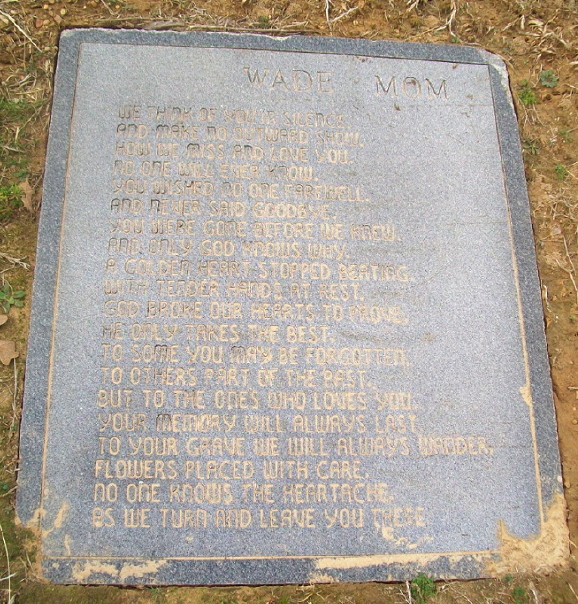 WADE MOM
WE THINK OF YOU IN SILENCE.
AND MAKE NO OUTWARD SHOW.
HOW WE MISS AND LOVE YOU.
NO ONE WILL EVER KNOW.
YOU WISHED NO ONE FAREWELL.
AND NEVER SAID GOODBYE.
YOU WERE GONE BEFORE WE KNEW.
AND ONLY GOD KNOWS WHY.
A GOLDEN HEART STOPPED BEATING.
WITH TENDER HANDS AT REST.
GOD BROKE OUR HEARTS TO PROVE.
HE ONLY TAKES THE BEST.
TO SOME YOU MAY BE FORGOTTEN.
TO OTHERS PART OF THE PAST.
BUT TO THE ONES WHO LOVES YOU.
YOUR MEMORY WILL ALWAYS LAST.
TO YOUR GRAVE WE WILL ALWAYS WANDER.
FLOWERS PLACED WITH CARE.
NO ONE KNOWS THE HEARTACHE.
AS WE TURN AND LEAVE YOU THERE